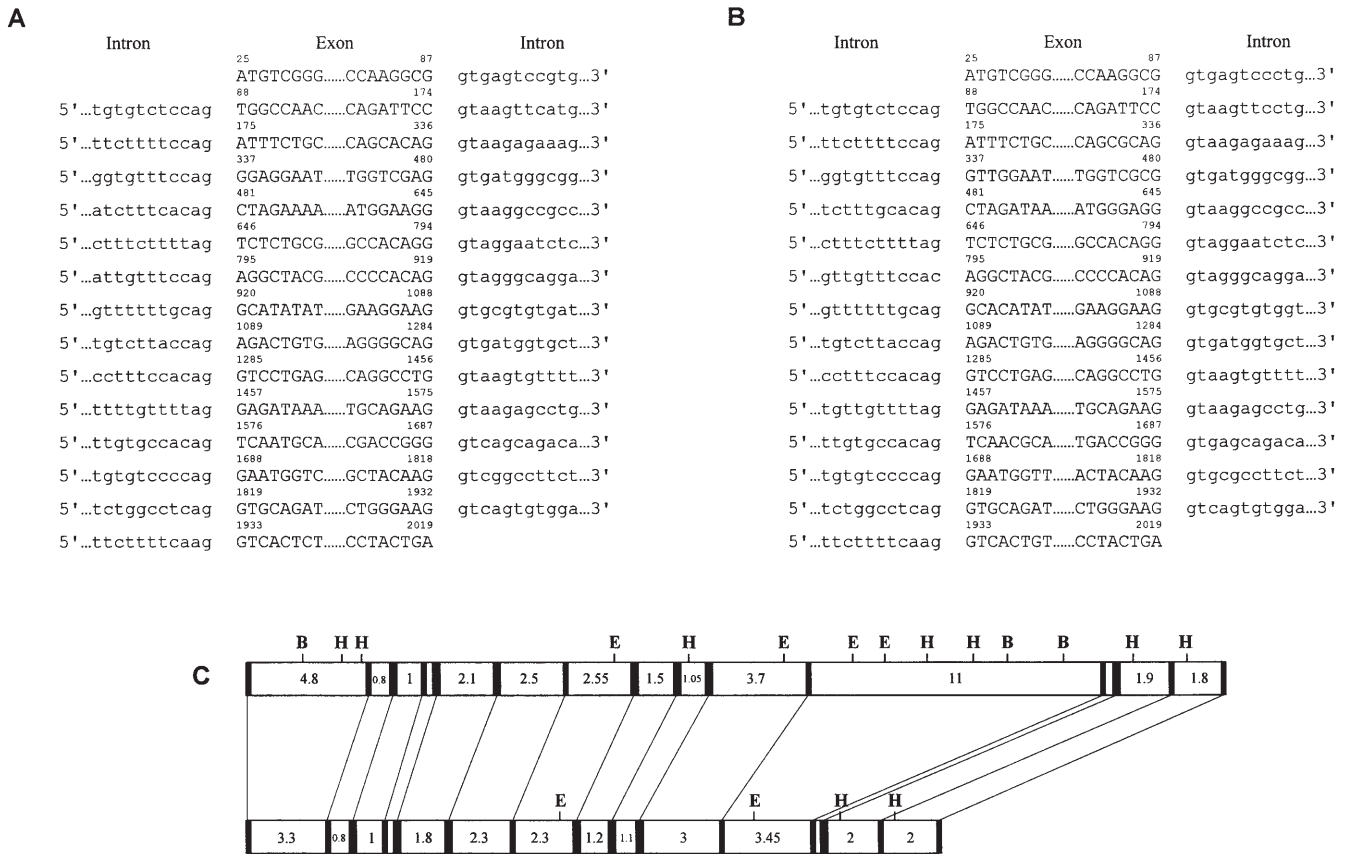 A
Intron Exon Intron
25 87
ATGTCGGG......CCAAGGCG gtgagtccgtg...3'
88 174
5'...tgtgtctccag TGGCCAAC......CAGATTCC gtaagttcatg...3'
175 336
5'...ttcttttccag ATTTCTGC......CAGCACAG gtaagagaaag...3'
337 480
5'...ggtgtttccag GGAGGAAT......TGGTCGAG gtgatgggcgg...3'
481 645
5'...atctttcacag CTAGAAAA......ATGGAAGG gtaaggccgcc...3'
646 794
5'...ctttcttttag TCTCTGCG......GCCACAGG gtaggaatctc...3'
795 919
5'...attgtttccag AGGCTACG......CCCCACAG gtagggcagga...3'
920 1088
5'...gttttttgcag GCATATAT......GAAGGAAG gtgcgtgtgat...3'
1089 1284
5'...tgtcttaccag AGACTGTG......AGGGGCAG gtgatggtgct...3'
1285 1456
5'...cctttccacag GTCCTGAG......CAGGCCTG gtaagtgtttt...3'
1457 1575
5'...ttttgttttag GAGATAAA......TGCAGAAG gtaagagcctg...3'
1576 1687
5'...ttgtgccacag TCAATGCA......CGACCGGG gtcagcagaca...3'
1688 1818
5'...tgtgtccccag GAATGGTC......GCTACAAG gtcggccttct...3'
1819 1932
5'...tctggcctcag GTGCAGAT......CTGGGAAG gtcagtgtgga...3'
1933 2019
5'...ttcttttcaag GTCACTCT......CCTACTGA
B
Intron Exon Intron
25 87
ATGTCGGG......CCAAGGCG gtgagtccctg...3'
88 174
5'...tgtgtctccag TGGCCAAC......CAGATTCC gtaagttcctg...3'
175 336
5'...ttcttttccag ATTTCTGC......CAGCGCAG gtaagagaaag...3'
337 480
5'...ggtgtttccag GTTGGAAT......TGGTCGCG gtgatgggcgg...3'
481 645
5'...tctttgcacag CTAGATAA......ATGGGAGG gtaaggccgcc...3'
646 794
5'...ctttcttttag TCTCTGCG......GCCACAGG gtaggaatctc...3'
795 919
5'...gttgtttccac AGGCTACG......CCCCACAG gtagggcagga...3'
920 1088
5'...gttttttgcag GCACATAT......GAAGGAAG gtgcgtgtggt...3'
1089 1284
5'...tgtcttaccag AGACTGTG......AGGGGCAG gtgatggtgct...3'
1285 1456
5'...cctttccacag GTCCTGAG......CAGGCCTG gtaagtgtttt...3'
1457 1575
5'...tgttgttttag GAGATAAA......TGCAGAAG gtaagagcctg...3'
1576 1687
5'...ttgtgccacag TCAACGCA......TGACCGGG gtgagcagaca...3'
1688 1818
5'...tgtgtccccag GAATGGTT......ACTACAAG gtgcgccttct...3'
1819 1932
5'...tctggcctcag GTGCAGAT......CTGGGAAG gtcagtgtgga...3'
1933 2019
5'...ttcttttcaag GTCACTGT......CCTACTGA
C
B H H E H E E E H H B B H H
4.8 0.8 1 2.1 2.5 2.55 1.5 1.05 3.7 11 1.9 1.8
E E H H
3.3 0.8 1 1.8 2.3 2.3 1.2 1.1 3 3.45 2 2